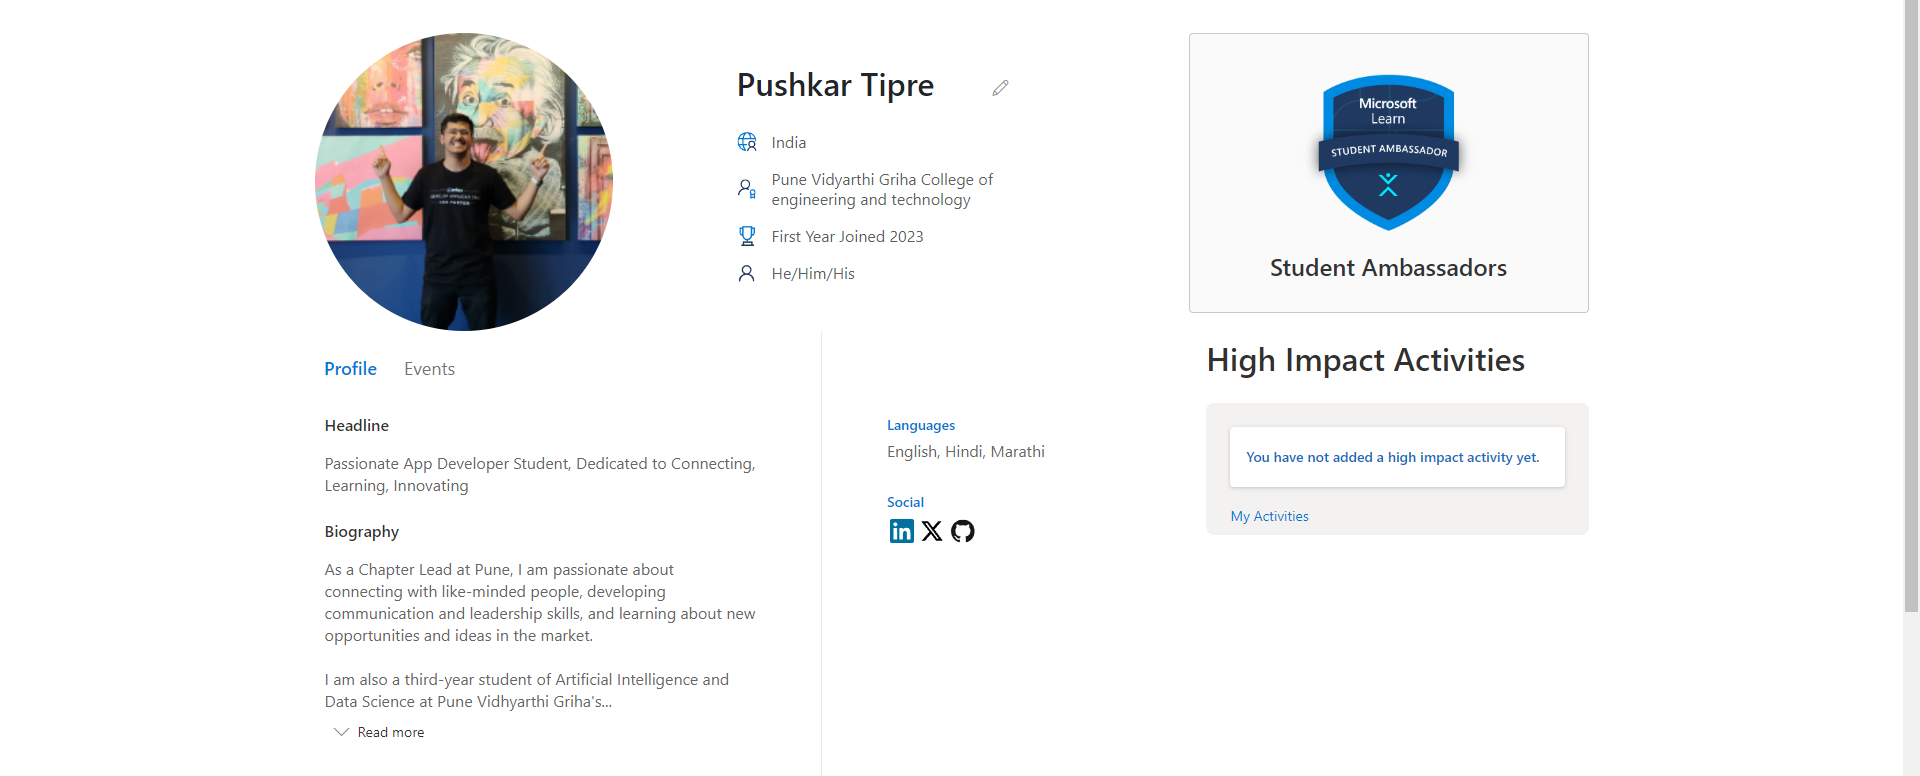 Pushkar Tipre
India
Pune Vidyarthi Griha College of
engineering and technology
First Year Joined 2023
He/Him/His
Microsoft
Learn
STUDENT AMBASSADOR
Student Ambassadors
Profile
Events
Headline
Passionate App Developer Student, Dedicated to Connecting,
Learning, Innovating
Biography
As a Chapter Lead at Pune, I am passionate about
connecting with like-minded people, developing
communication and leadership skills, and learning about new
opportunities and ideas in the market.
I am also a third-year student of Artificial Intelligence and
Data Science at Pune Vidhyarthi Griha's...
Read more
Languages
English, Hindi, Marathi
Social
in
High Impact Activities
You have not added a high impact activity yet.
My Activities